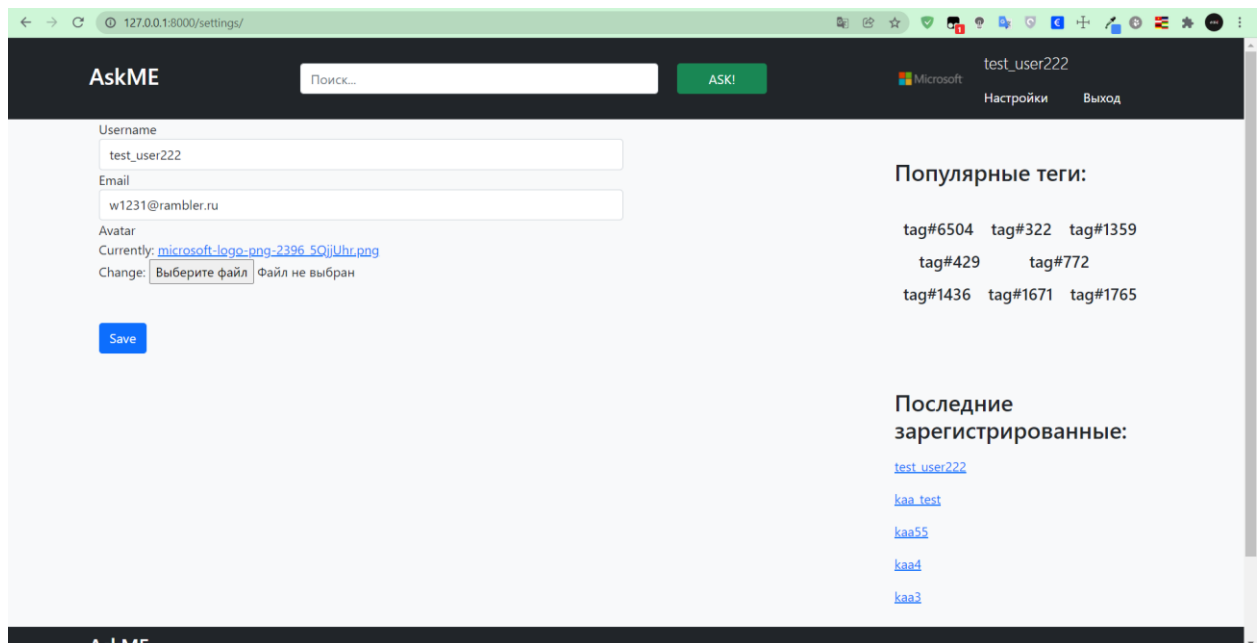 127.0.0.1:8000/settings/
1
AskME
Поиск...
ASK!
Microsoft
test_user222
Настройки Выход
Username
test_user222
Email
w1231@rambler.ru
Avatar
Currently: microsoft-logo-png-2396_5QjjUhr.png
Change: Выберите файл Файл не выбран
Save
Популярные теги:
tag#6504 tag#322 tag#1359
tag#429 tag#772
tag#1436 tag#1671 tag#1765
Последние
зарегистрированные:
test_user222
kaa_test
kaa55
kaa4
kaa3
AskME